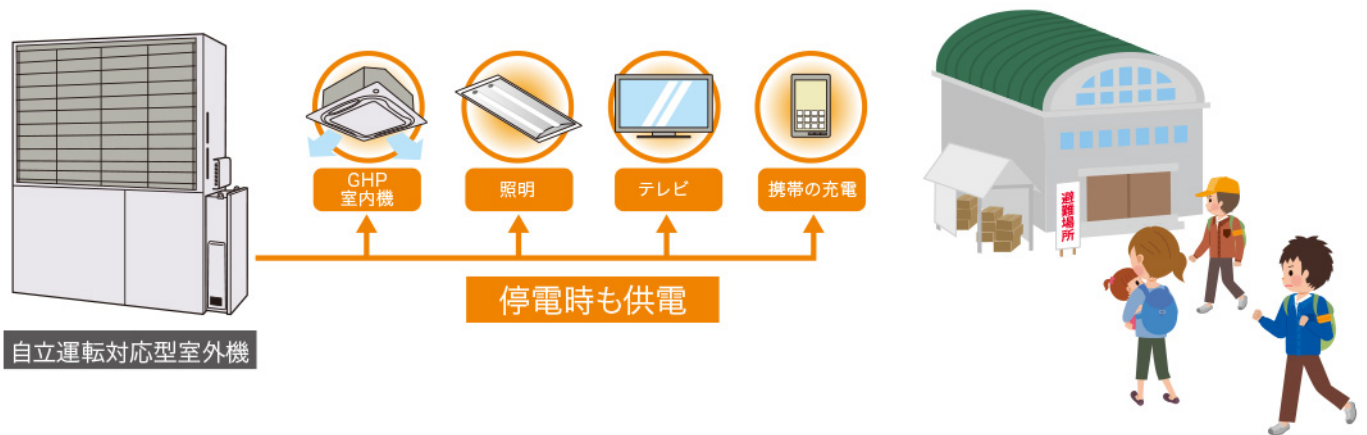 GHP
室内機
照明
テレビ
携帯の充電
停電時も供電
自立運転対応型室外機
避難場所